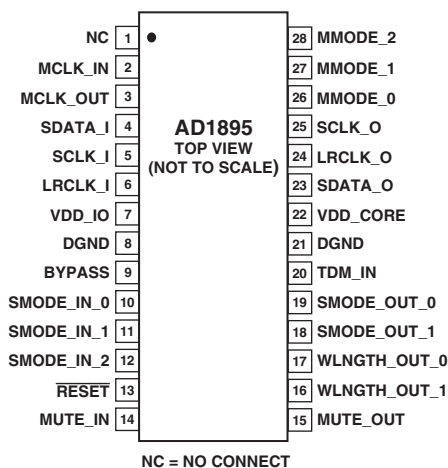 NC 1 28 MMODE_2
MCLK_IN 2 27 MMODE_1
MCLK_OUT 3 26 MMODE_0
SDATA_I 4 AD1895 25 SCLK_O
TOP VIEW
SCLK_I 5 (NOT TO SCALE) 24 LRCLK_O
LRCLK_I 6 23 SDATA_O
VDD_IO 7 22 VDD_CORE
DGND 8 21 DGND
BYPASS 9 20 TDM_IN
SMODE_IN_0 10 19 SMODE_OUT_0
SMODE_IN_1 11 18 SMODE_OUT_1
SMODE_IN_2 12 17 WLNGTH_OUT_0
RESET 13 16 WLNGTH_OUT_1
MUTE_IN 14 15 MUTE_OUT
NC = NO CONNECT